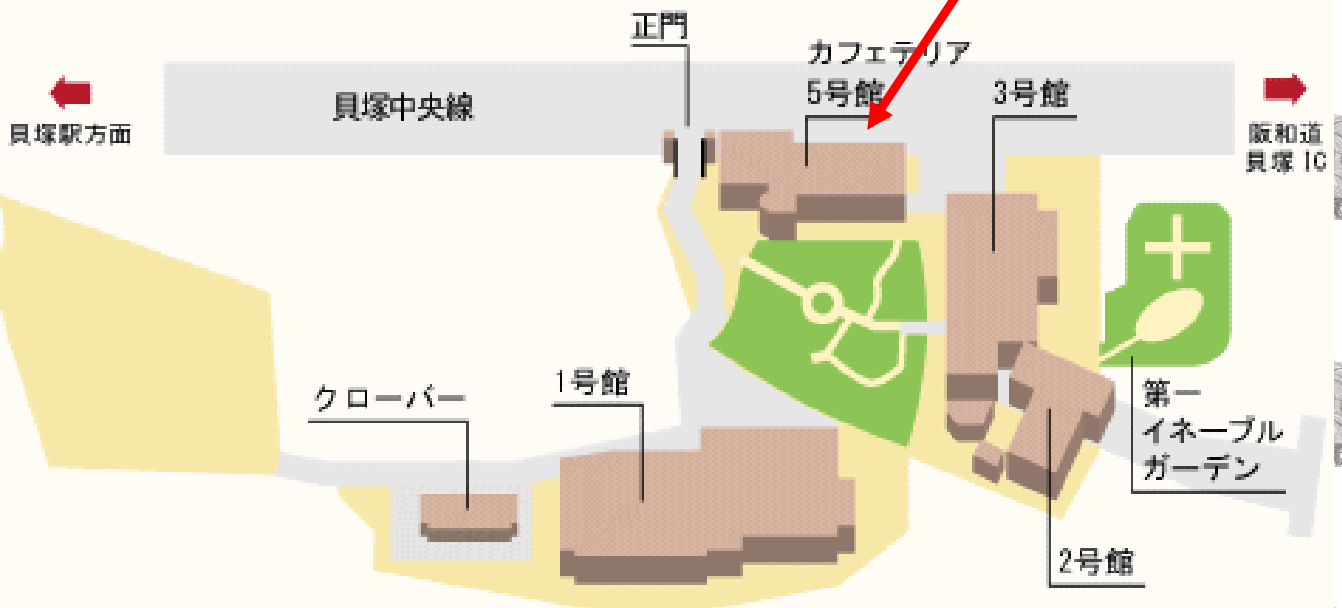 正門
カフェテリア
5号館
3号館
貝塚中央線
貝塚駅方面
阪和道
貝塚 IC
クローバー
1号館
第一
イネーブル
ガーデン
2号館